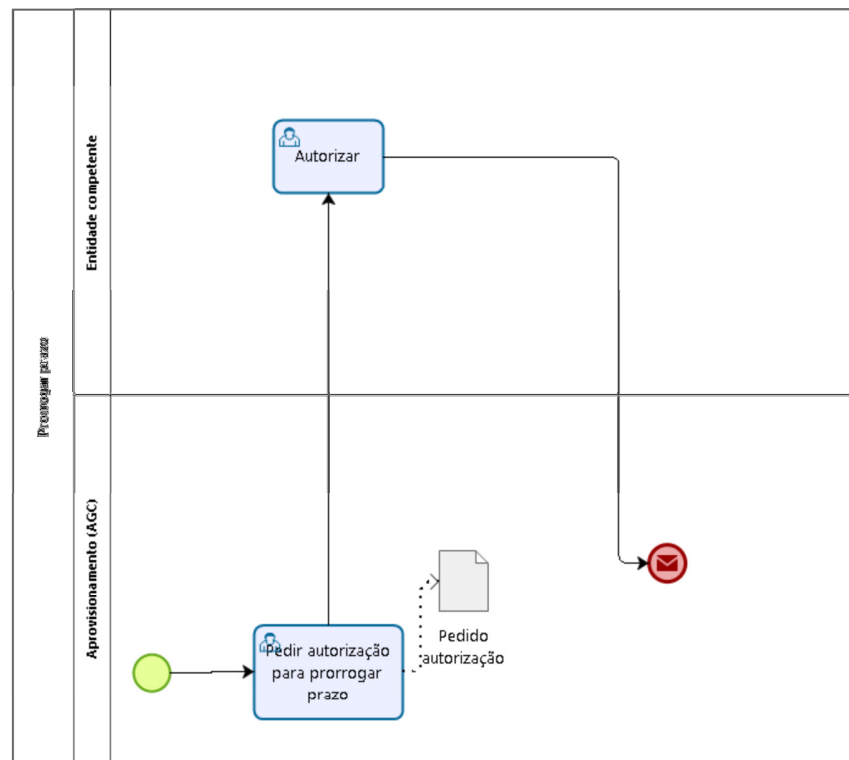 Prorrogar prazo
Entidade competente
Autorizar
Aprovisionamento (AGC)
Pedir autorização
para prorrogar
prazo
Pedido
autorização